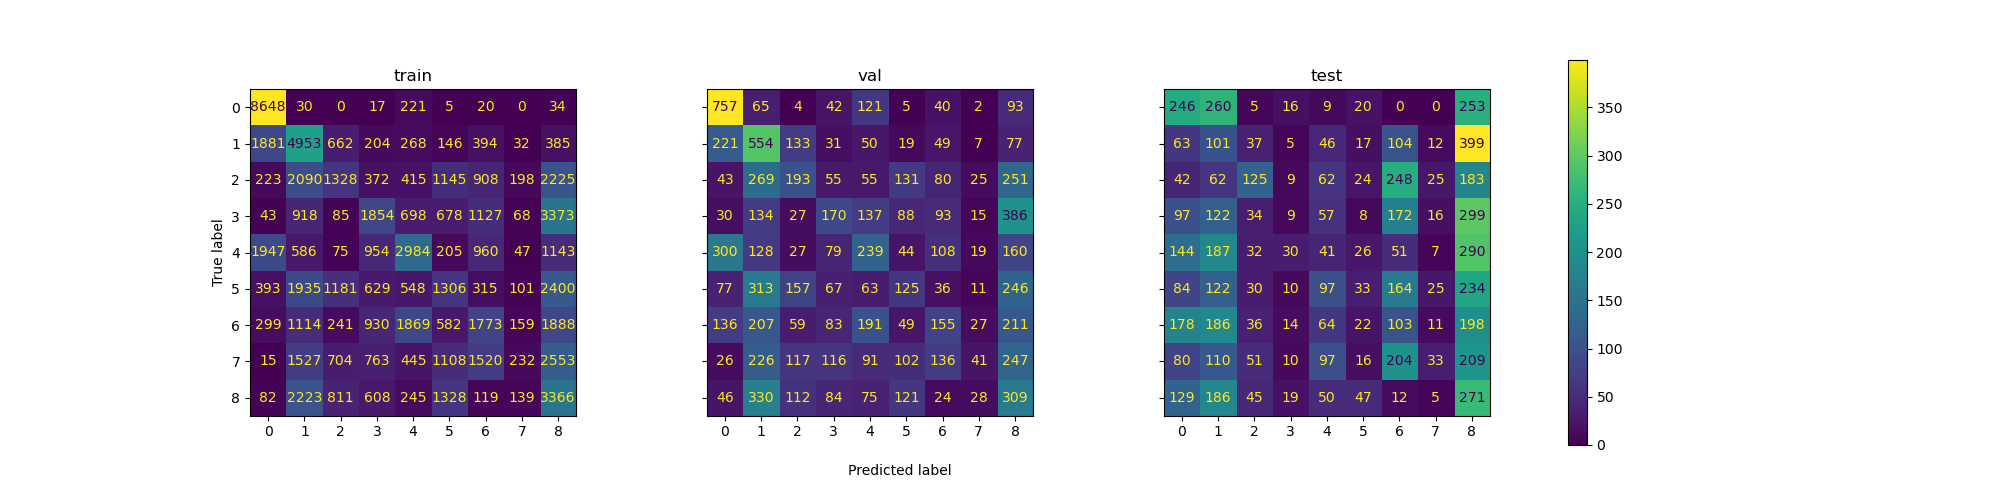 train val test
0 8648 30 0 17 221 5 20 0 34 757 65 4 42 121 5 40 2 93 246 260 5 16 9 20 0 0 253
1 1881 4953 662 204 268 146 394 32 385 221 554 133 31 50 19 49 7 77 63 101 37 5 46 17 104 12 399
2 223 2090 1328 372 415 1145 908 198 2225 43 269 193 55 55 131 80 25 251 42 62 125 9 62 24 248 25 183
3 43 918 85 1854 698 678 1127 68 3373 30 134 27 170 137 88 93 15 386 97 122 34 9 57 8 172 16 299
4 1947 586 75 954 2984 205 960 47 1143 300 128 27 79 239 44 108 19 160 144 187 32 30 41 26 51 7 290
5 393 1935 1181 629 548 1306 315 101 2400 77 313 157 67 63 125 36 11 246 84 122 30 10 97 33 164 25 234
6 299 1114 241 930 1869 582 1773 159 1888 136 207 59 83 191 49 155 27 211 178 186 36 14 64 22 103 11 198
7 15 1527 704 763 445 1108 1520 232 2553 26 226 117 116 91 102 136 41 247 80 110 51 10 97 16 204 33 209
8 82 2223 811 608 245 1328 119 139 3366 46 330 112 84 75 121 24 28 309 129 186 45 19 50 47 12 5 271
0 1 2 3 4 5 6 7 8 0 1 2 3 4 5 6 7 8 0 1 2 3 4 5 6 7 8
True label
Predicted label
350
300
250
200
150
100
50
0